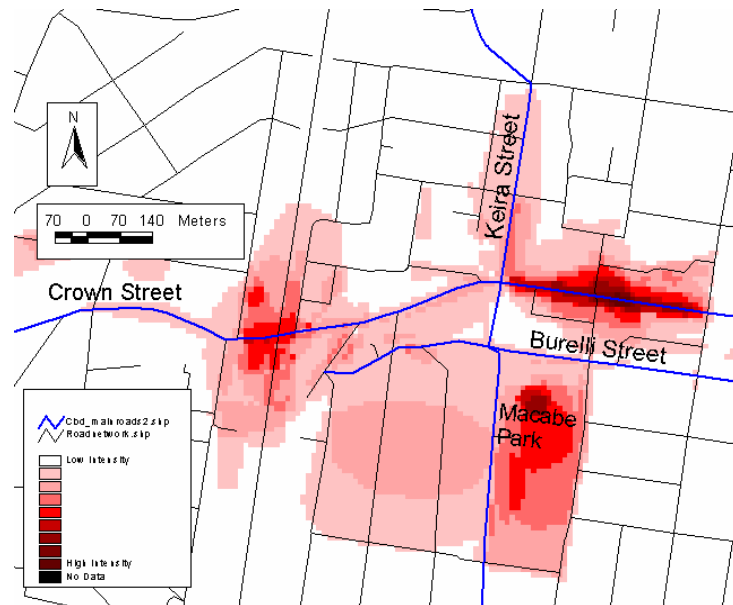 N
70 0 70 140 Meters
Keira Street
Crown Street
Burelli Street
Macabe
Park
Cbd_mainroads2.shp
Roadnetwork.shp
Low Intensity
High Intensity
No Data